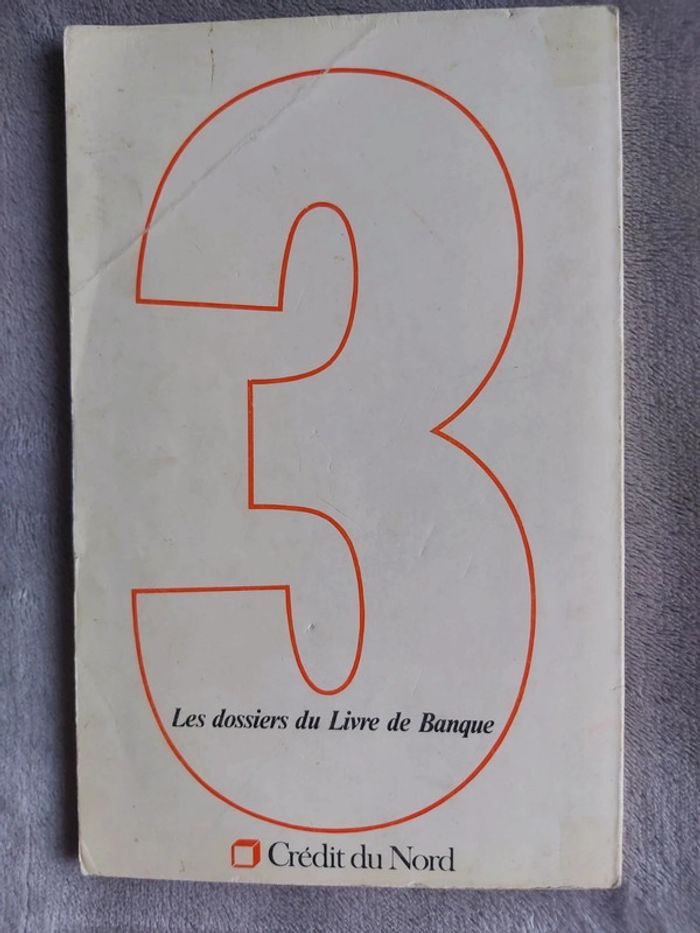 3
Les dossiers du Livre de Banque
Crédit du Nord